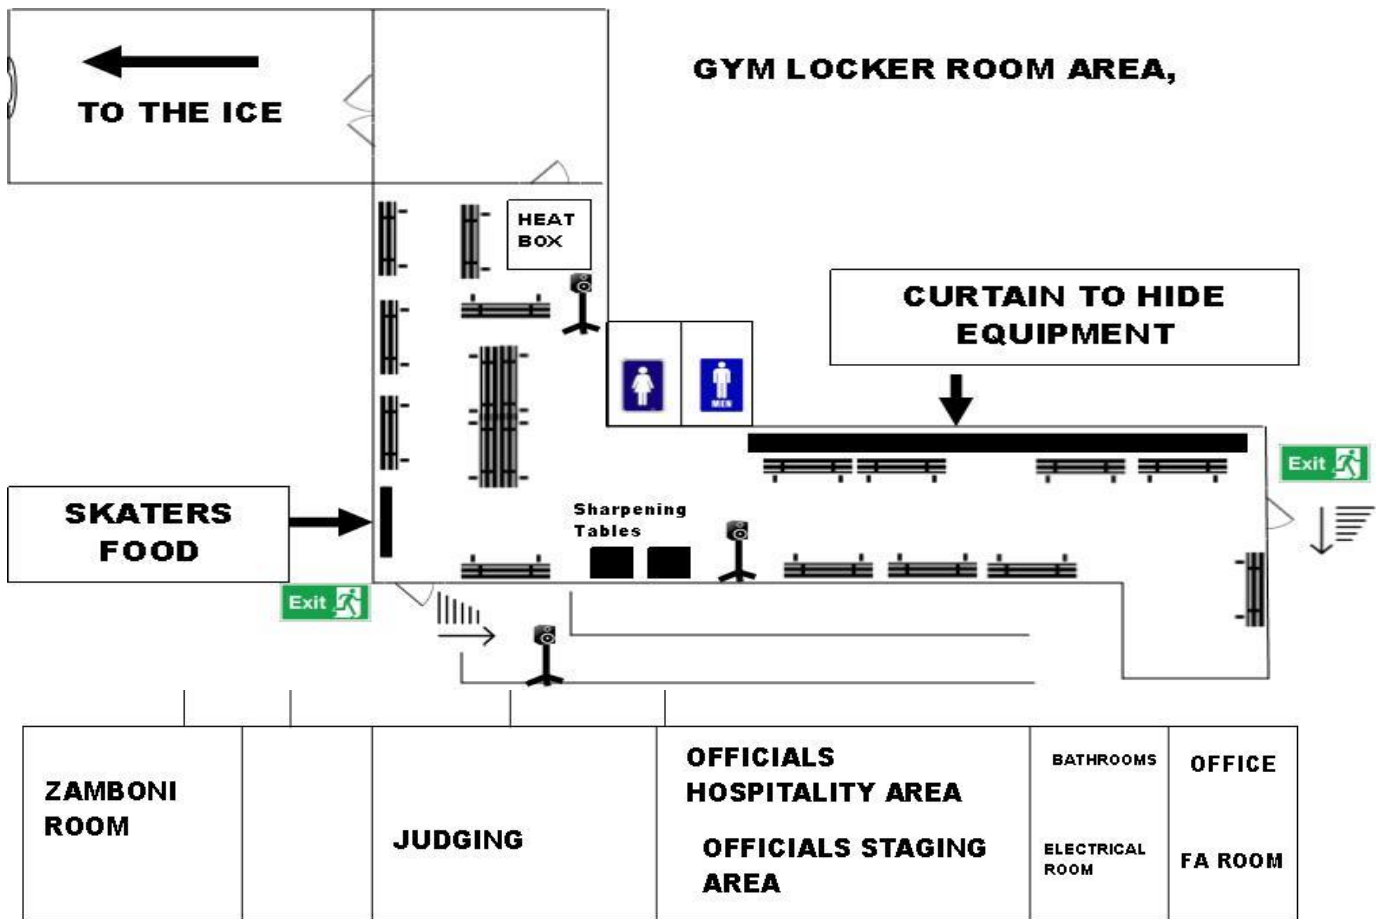 GYM LOCKER ROOM AREA,
TO THE ICE
HEAT
BOX
CURTAIN TO HIDE
EQUIPMENT
MEN
Exit
SKATERS
FOOD
Sharpening
Tables
Exit
ZAMBONI
ROOM
JUDGING
OFFICIALS
HOSPITALITY AREA
OFFICIALS STAGING
AREA
BATHROOMS
ELECTRICAL
ROOM
OFFICE
FA ROOM